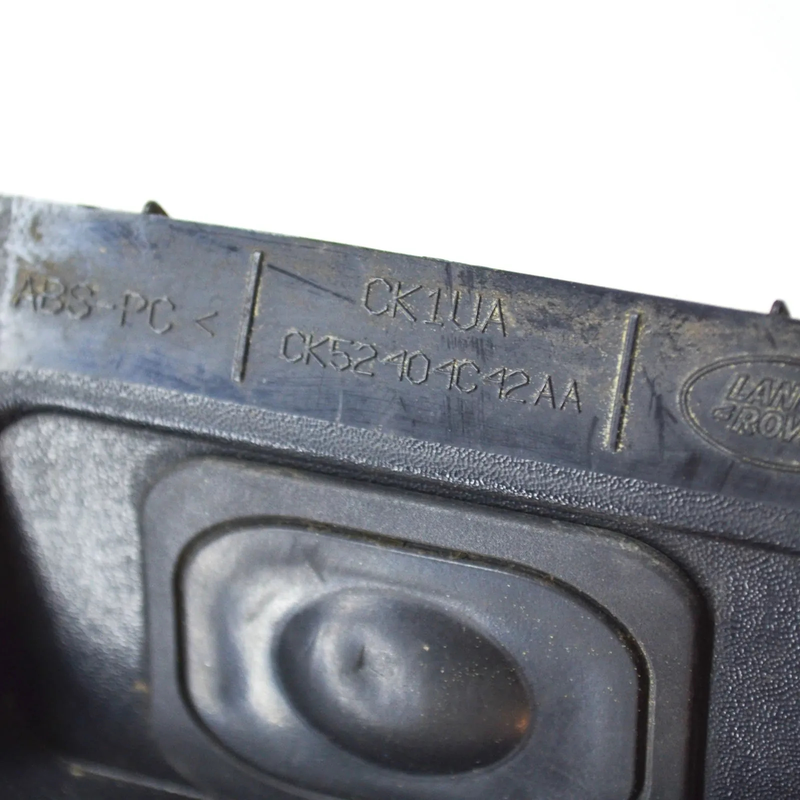 ABS-PC <
CK1UA
CK52404C42AA
LAND
ROVER